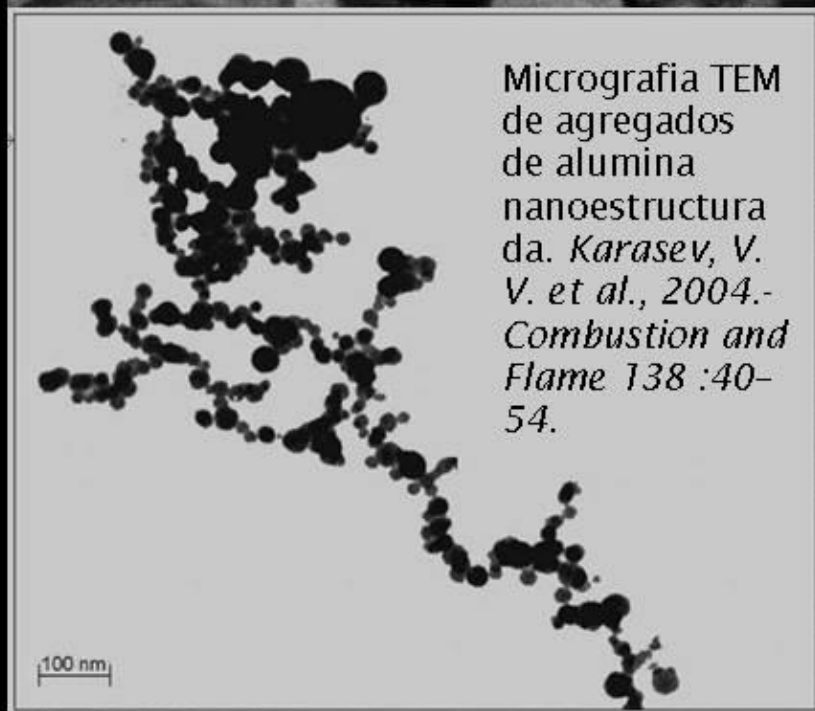 Micrografia TEM
de agregados
de alumina
nanoestructura
da. Karasev, V.
V. et al., 2004.-
Combustion and
Flame 138 :40–
54.
100 nm